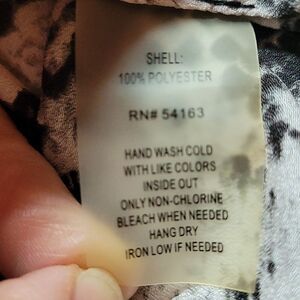 SHELL:
100% POLYESTER
RN# 54163
HAND WASH COLD
WITH LIKE COLORS
INSIDE OUT
ONLY NON-CHLORINE
BLEACH WHEN NEEDED
HANG DRY
IRON LOW IF NEEDED